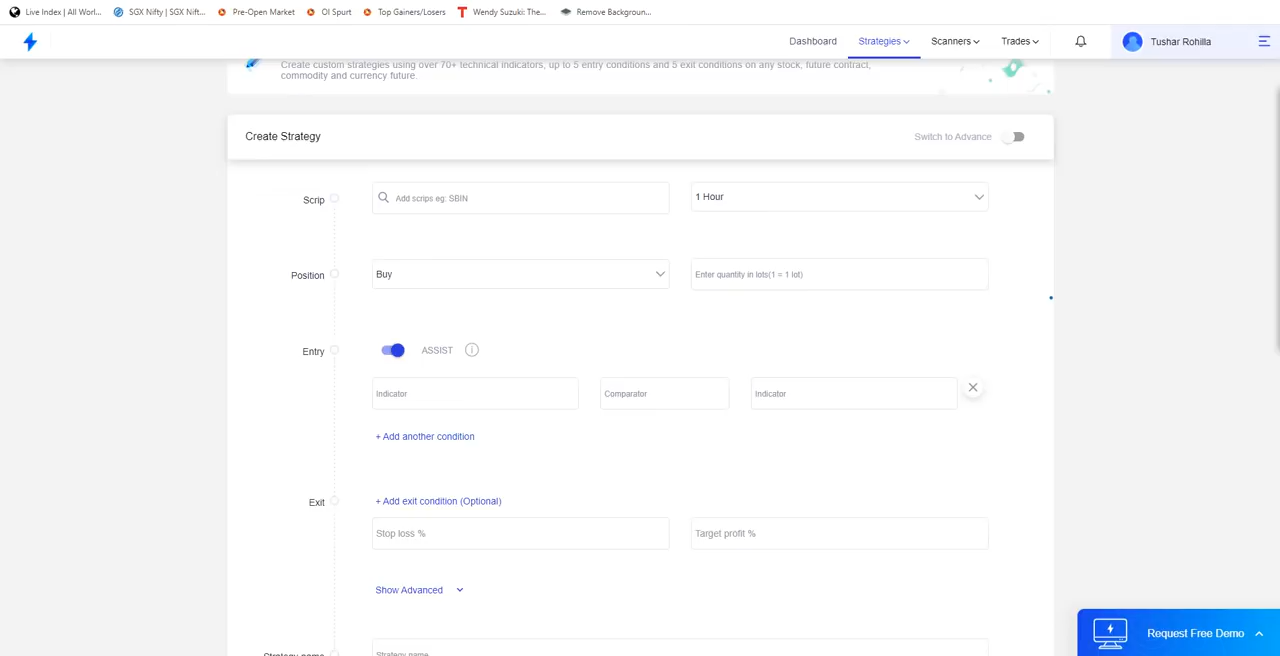 Live Index | All Worl... SGX Nifty | SGX Nift... Pre-Open Market OI Spurt Top Gainers/Losers Wendy Suzuki: The... Remove Backgroun...
Dashboard Strategies Scanners Trades Tushar Rohilla
Create custom strategies using over 70+ technical indicators, up to 5 entry conditions and 5 exit conditions on any stock, future contract,
commodity and currency future.
Create Strategy Switch to Advance
Scrip Add scrips eg: SBIN 1 Hour
Position Buy Enter quantity in lots(1 = 1 lot)
Entry ASSIST
Indicator Comparator Indicator
+ Add another condition
Exit + Add exit condition (Optional)
Stop loss % Target profit %
Show Advanced
Request Free Demo
Strategy name Strategy name